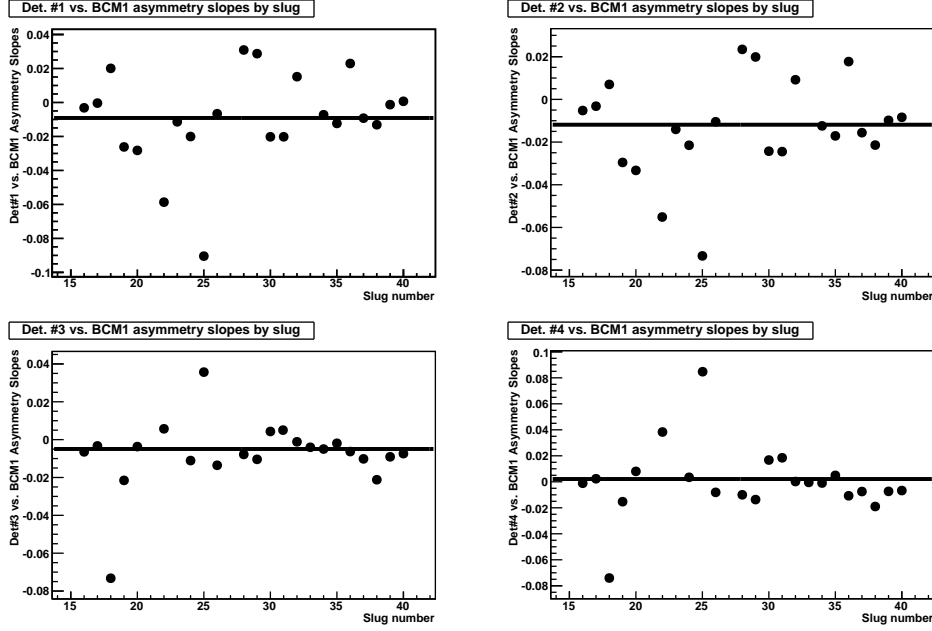 Det. #1 vs. BCM1 asymmetry slopes by slug
Det#1 vs. BCM1 Asymmetry Slopes
0.04
0.02
0
-0.02
-0.04
-0.06
-0.08
-0.1
15 20 25 30 35 40
Slug number
Det. #2 vs. BCM1 asymmetry slopes by slug
Det#2 vs. BCM1 Asymmetry Slopes
0.02
0
-0.02
-0.04
-0.06
-0.08
15 20 25 30 35 40
Slug number
Det. #3 vs. BCM1 asymmetry slopes by slug
Det#3 vs. BCM1 Asymmetry Slopes
0.04
0.02
0
-0.02
-0.04
-0.06
-0.08
15 20 25 30 35 40
Slug number
Det. #4 vs. BCM1 asymmetry slopes by slug
Det#4 vs. BCM1 Asymmetry Slopes
0.1
0.08
0.06
0.04
0.02
0
-0.02
-0.04
-0.06
-0.08
15 20 25 30 35 40
Slug number